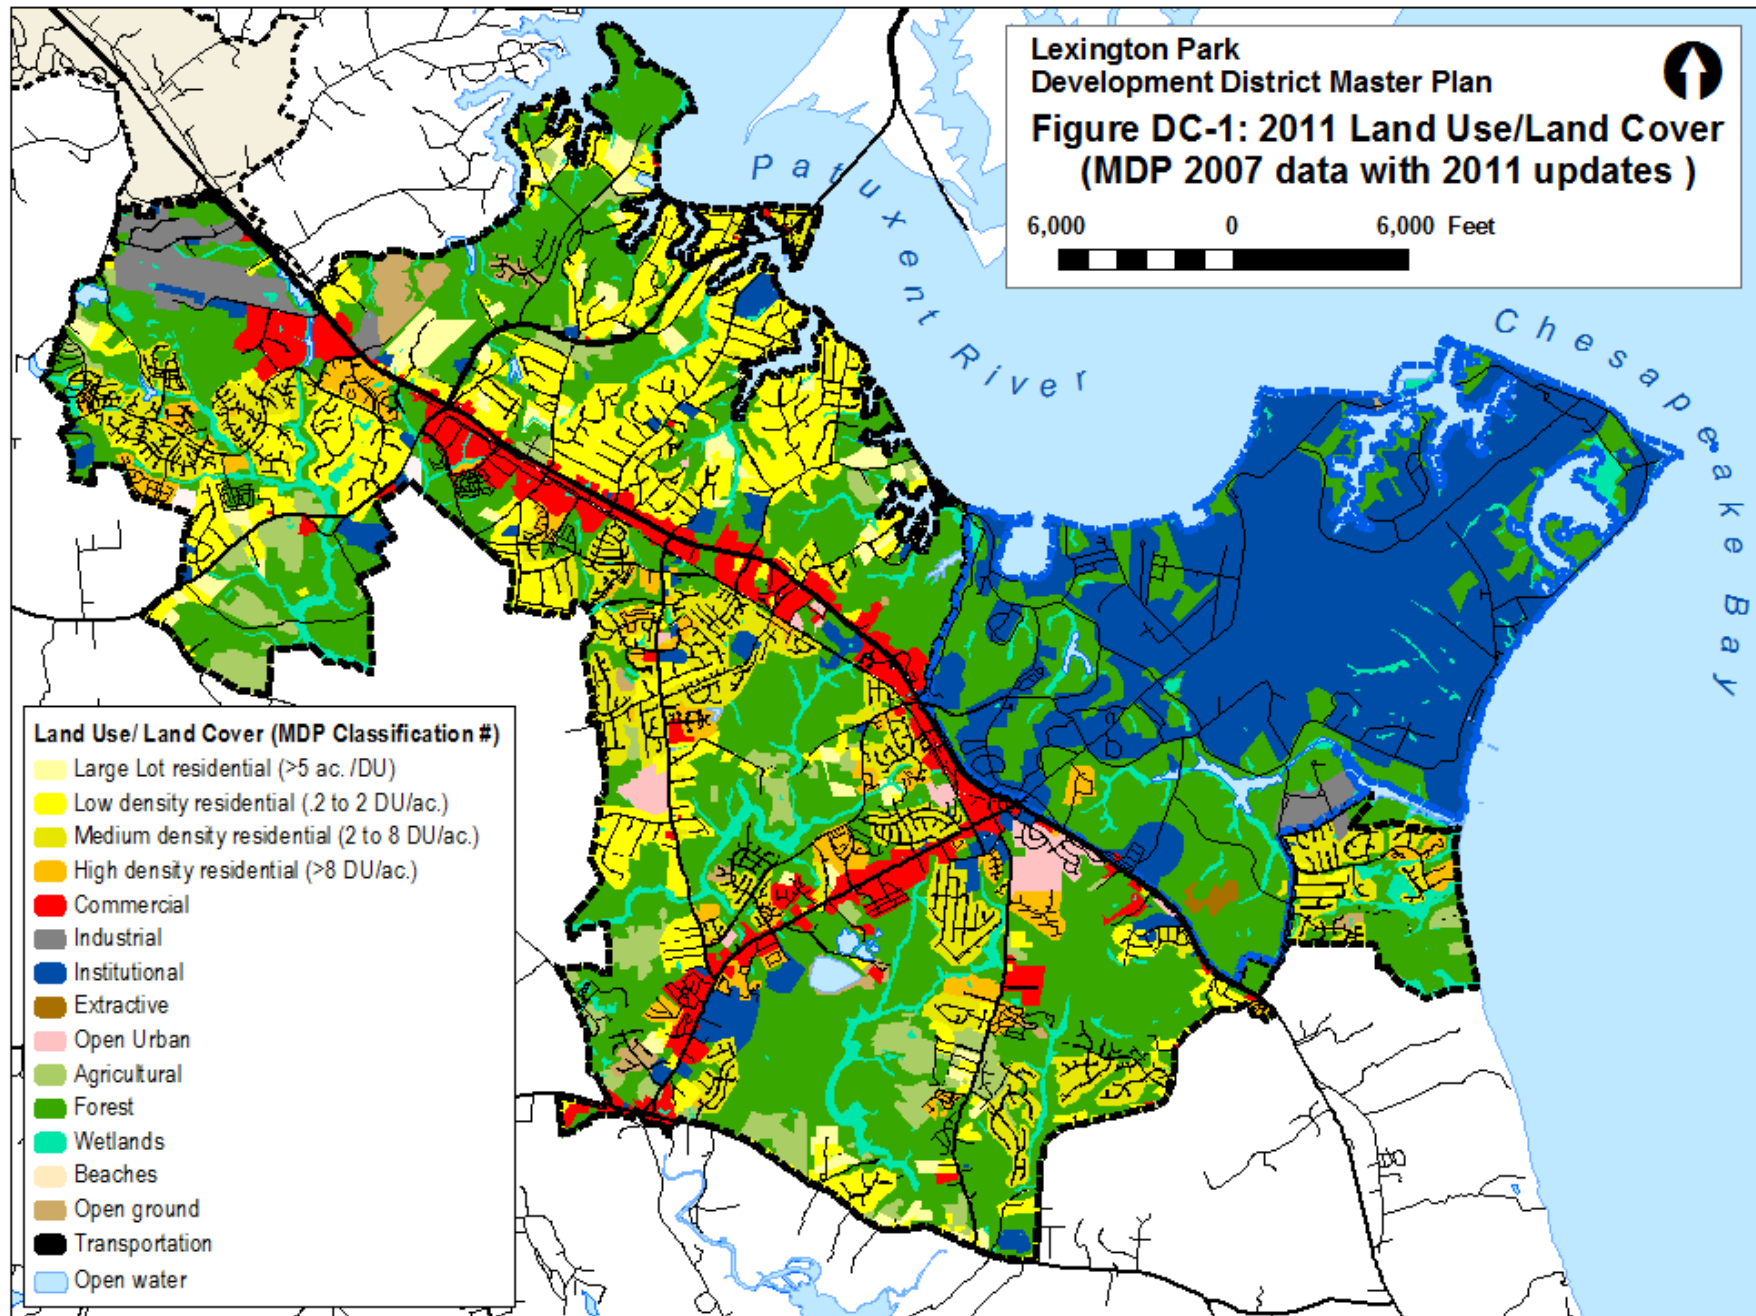 Lexington Park
Development District Master Plan
Figure DC-1: 2011 Land Use/Land Cover
(MDP 2007 data with 2011 updates )
6,000 0 6,000 Feet
Patuxent River
Chesapeake Bay
Land Use/ Land Cover (MDP Classification #)
Large Lot residential (>5 ac. /DU)
Low density residential (.2 to 2 DU/ac.)
Medium density residential (2 to 8 DU/ac.)
High density residential (>8 DU/ac.)
Commercial
Industrial
Institutional
Extractive
Open Urban
Agricultural
Forest
Wetlands
Beaches
Open ground
Transportation
Open water